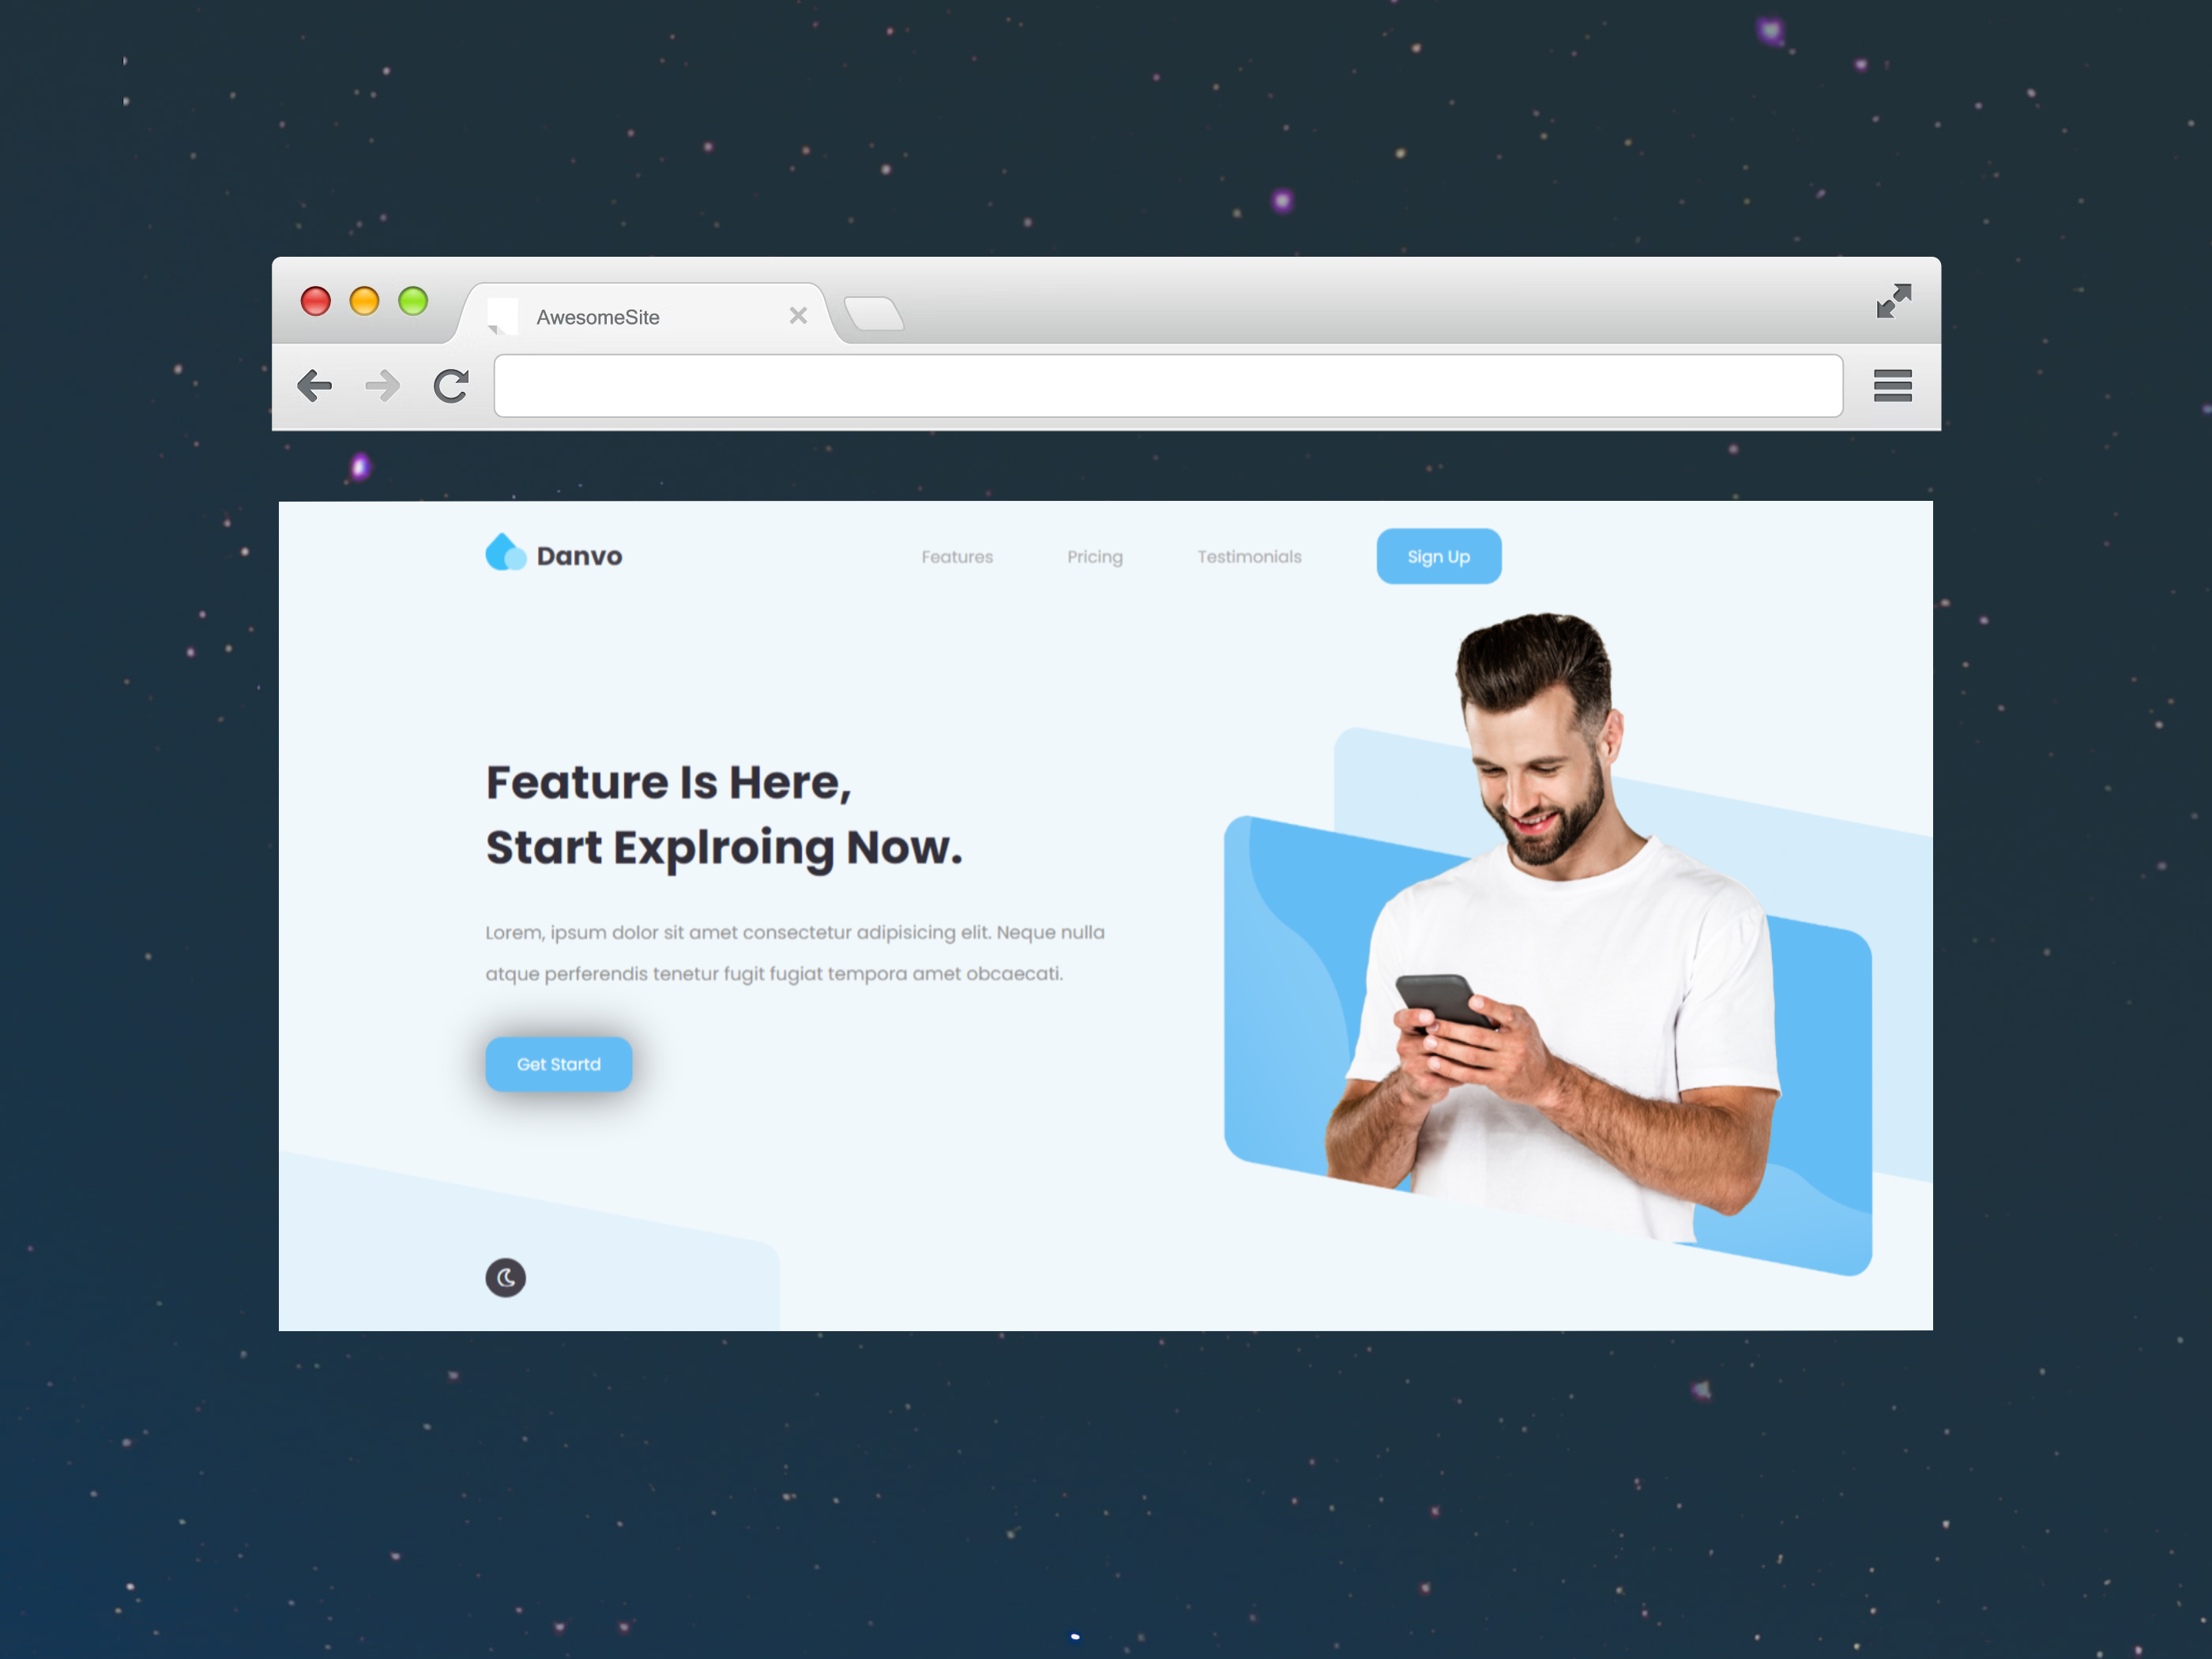 AwesomeSite
Danvo
Features
Pricing
Testimonials
Sign Up
Feature Is Here,
Start Explroing Now.
Lorem, ipsum dolor sit amet consectetur adipisicing elit. Neque nulla
atque perferendis tenetur fugit fugiat tempora amet obcaecati.
Get Startd